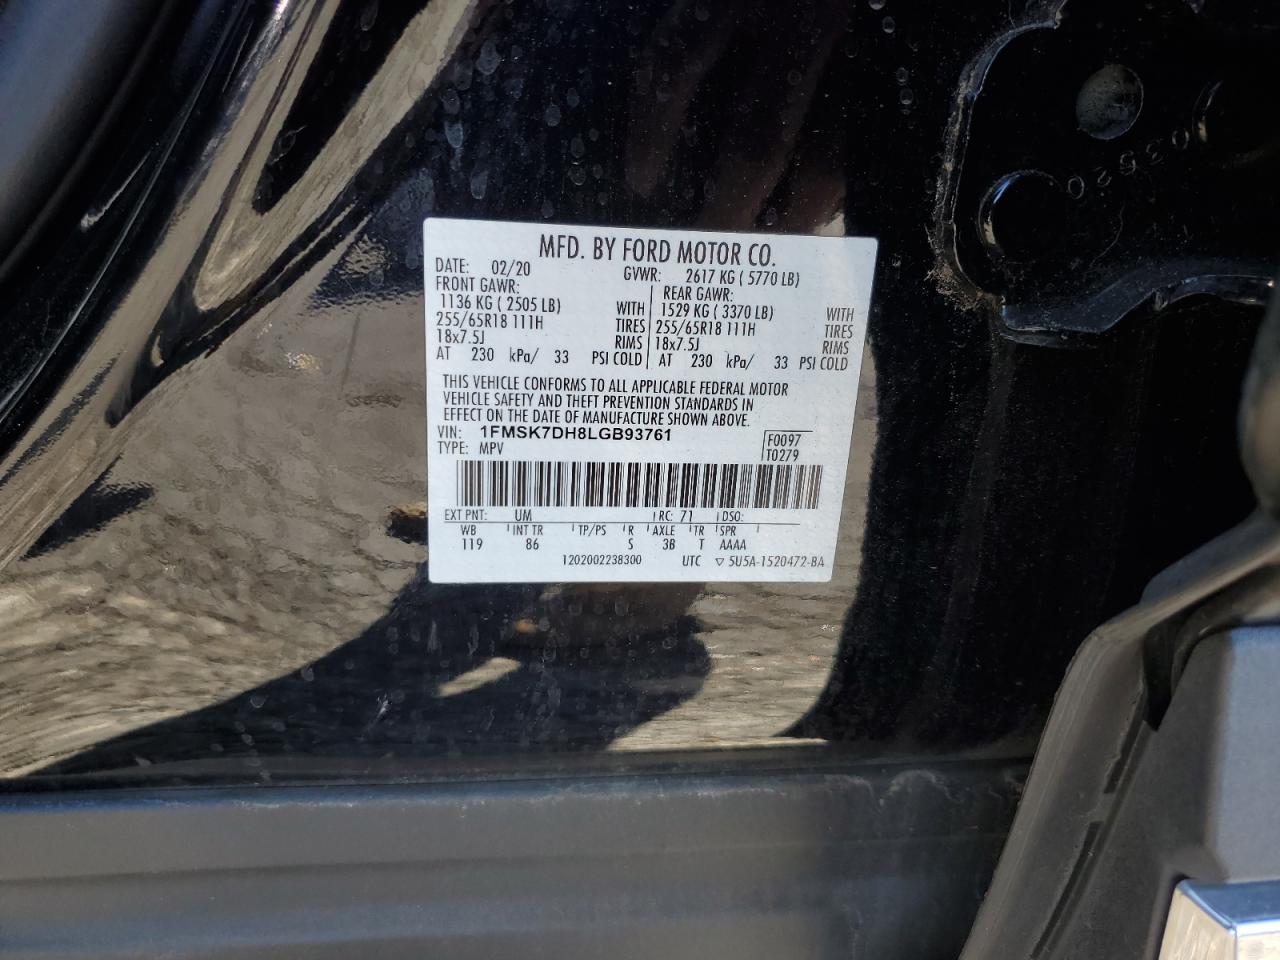 MFD. BY FORD MOTOR CO.
DATE: 02/20 GVWR: 2617 KG ( 5770 LB)
FRONT GAWR: REAR GAWR:
1136 KG ( 2505 LB) WITH 1529 KG ( 3370 LB) WITH
255/65R18 111H TIRES 255/65R18 111H TIRES
18x7.5J RIMS 18x7.5J RIMS
AT 230 kPa/ 33 PSI COLD AT 230 kPa/ 33 PSI COLD
THIS VEHICLE CONFORMS TO ALL APPLICABLE FEDERAL MOTOR
VEHICLE SAFETY AND THEFT PREVENTION STANDARDS IN
EFFECT ON THE DATE OF MANUFACTURE SHOWN ABOVE.
VIN: 1FMSK7DH8LGB93761 F0097
TYPE: MPV T0279
EXT PNT: UM RC: 71 DSO:
WB INT TR TP/PS R AXLE TR SPR
119 86 S 3B T AAAA
1202002238300 UTC ▽ 5U5A-1520472-BA